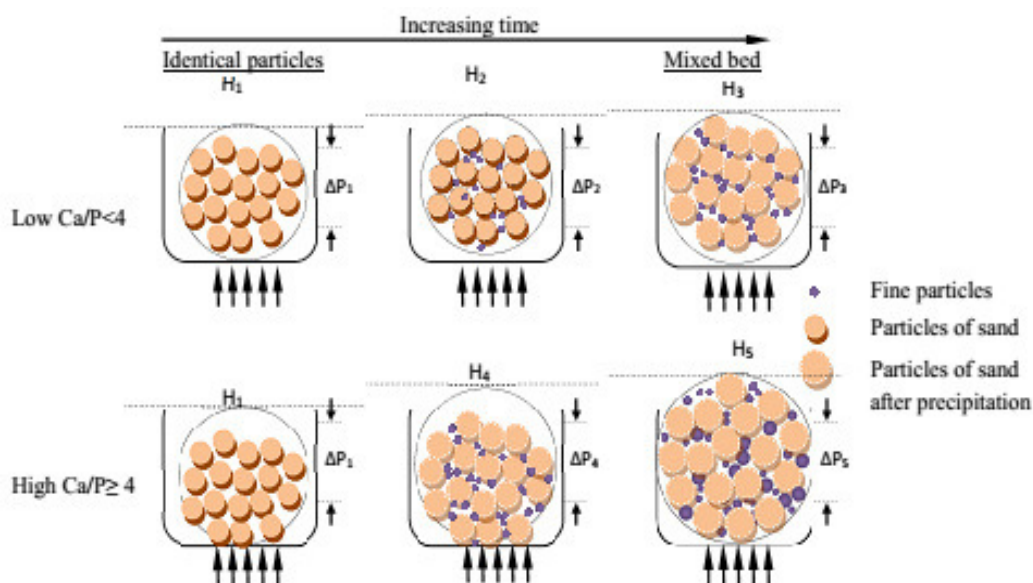 Increasing time
Identical particles
Mixed bed
H₁
H₂
H₃
Low Ca/P<4
ΔP₁
ΔP₂
ΔP₃
Fine particles
Particles of sand
Particles of sand
after precipitation
H₁
H₄
H₅
High Ca/P≥ 4
ΔP₁
ΔP₄
ΔP₅